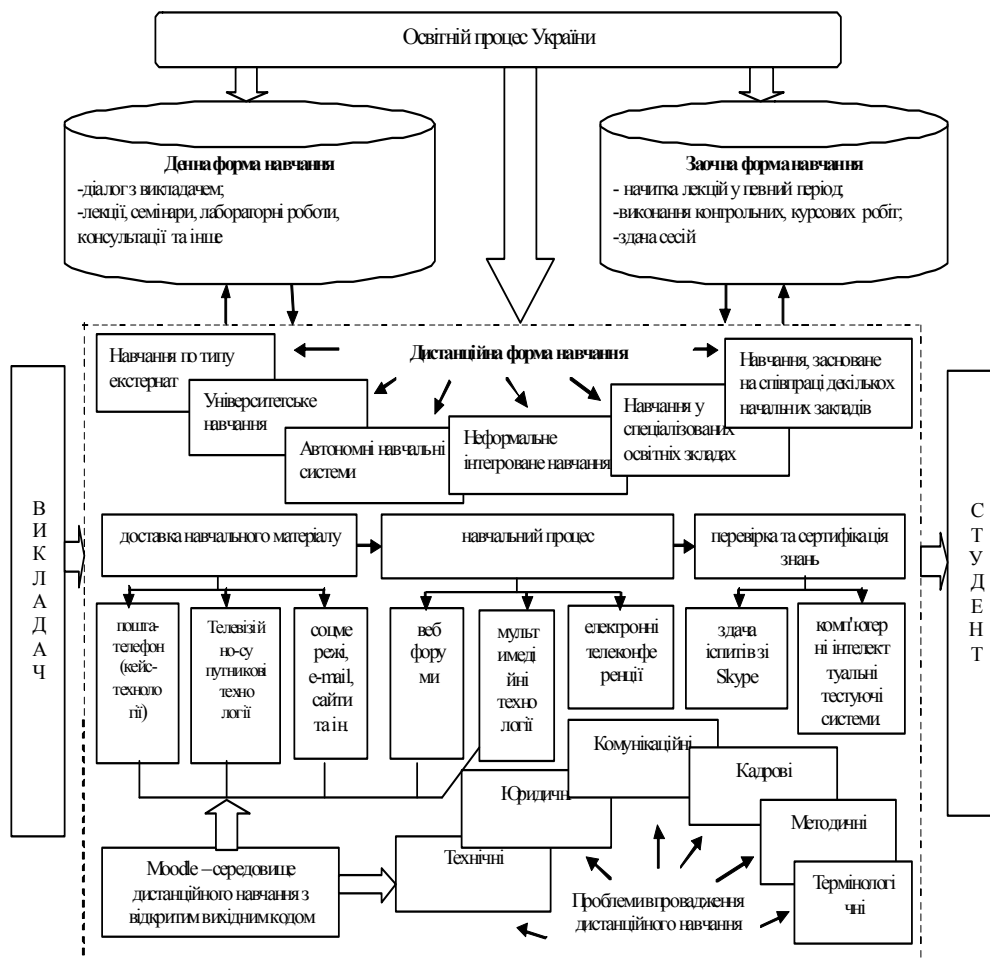 Освітній процес України
Денна форма навчання
-діалог з викладачем;
-лекції, семінари, лабораторні роботи,
консультації та інше
Заочна форма навчання
- начитка лекцій у певний період;
-виконання контрольних, курсових робіт;
-здача сесій
Дистанційна форма навчання
Навчання по типу
екстернат
Університетське
навчання
Автономні навчальні
системи
Неформальне
інтегроване навчання
Навчання у
спеціалізованих
освітніх зкладах
Навчання, засноване
на співпраці декількох
начальних закладів
В
И
К
Л
А
Д
А
Ч
С
Т
У
Д
Е
Н
Т
доставка навчального матеріалу
навчальний процес
перевірка та сертифікація
знань
пошта-
телефон
(кейс-
техноло
гії)
Телевізій
но-су
путникові
техно
логії
соцме
режі,
e-mail,
сайти
та ін.
веб
фору
ми
мульт
имеді
йні
техно
логії
електронні
телеконфе
ренції
здача
іспитів зі
Skype
комп'ютер
ні інтелект
туальні
тестуючі
системи
Комунікаційні
Кадрові
Юридичні
Методичні
Технічні
Термінологі
чні
Moodle – середовище
дистанційного навчання з
відкритим вихідним кодом
Проблеми впровадження
дистанційного навчання